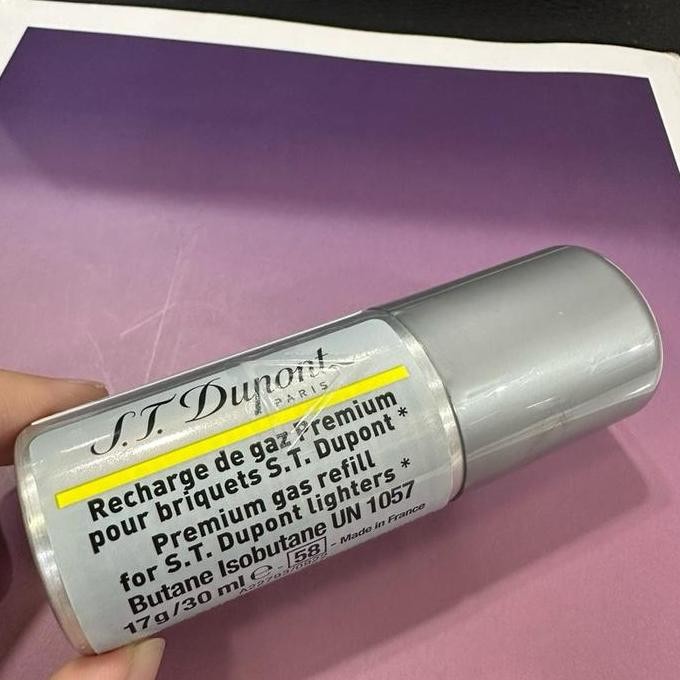 S.T. Dupont
PARIS
Recharge de gaz Premium
pour briquets S.T. Dupont *
Premium gas refill
for S.T. Dupont lighters *
Butane Isobutane UN 1057
17g/30 ml ℮ - 58 - Made in France